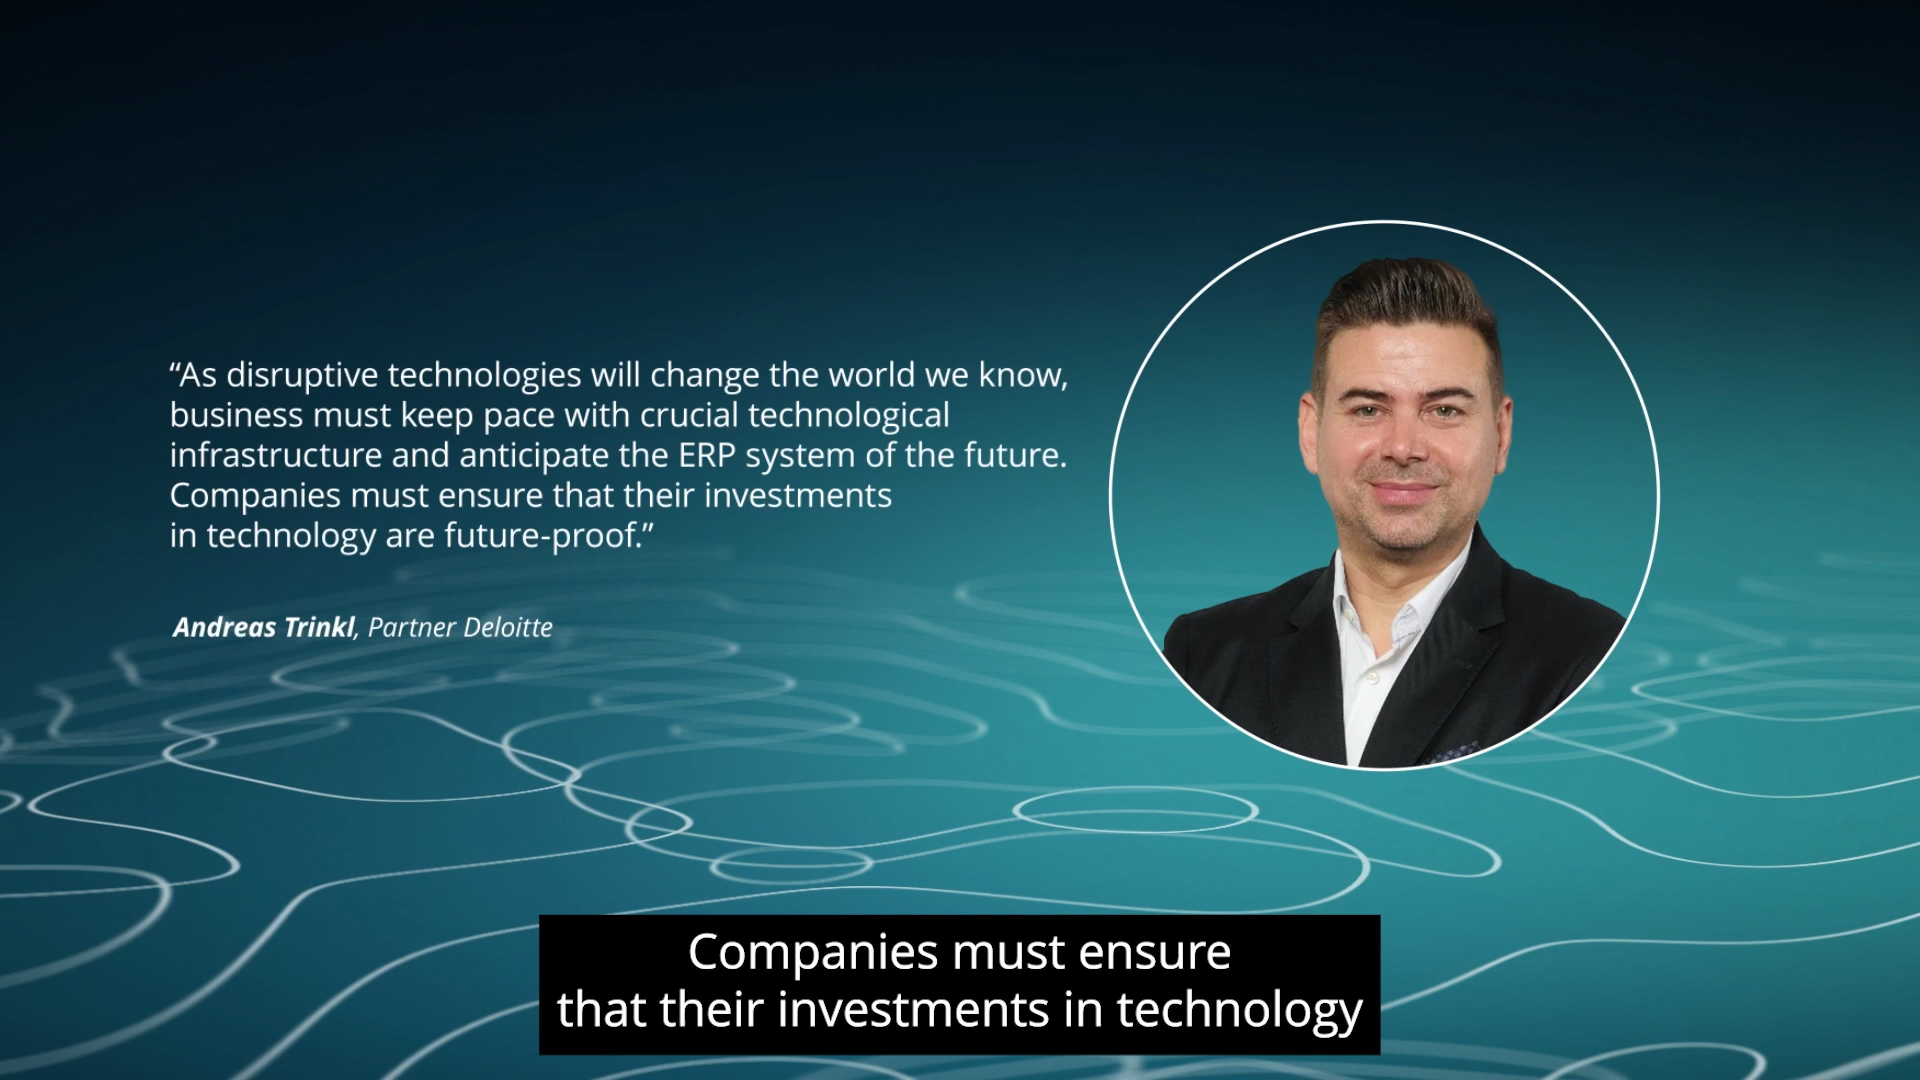 “As disruptive technologies will change the world we know,
business must keep pace with crucial technological
infrastructure and anticipate the ERP system of the future.
Companies must ensure that their investments
in technology are future-proof.”
Andreas Trinkl, Partner Deloitte
Companies must ensure
that their investments in technology